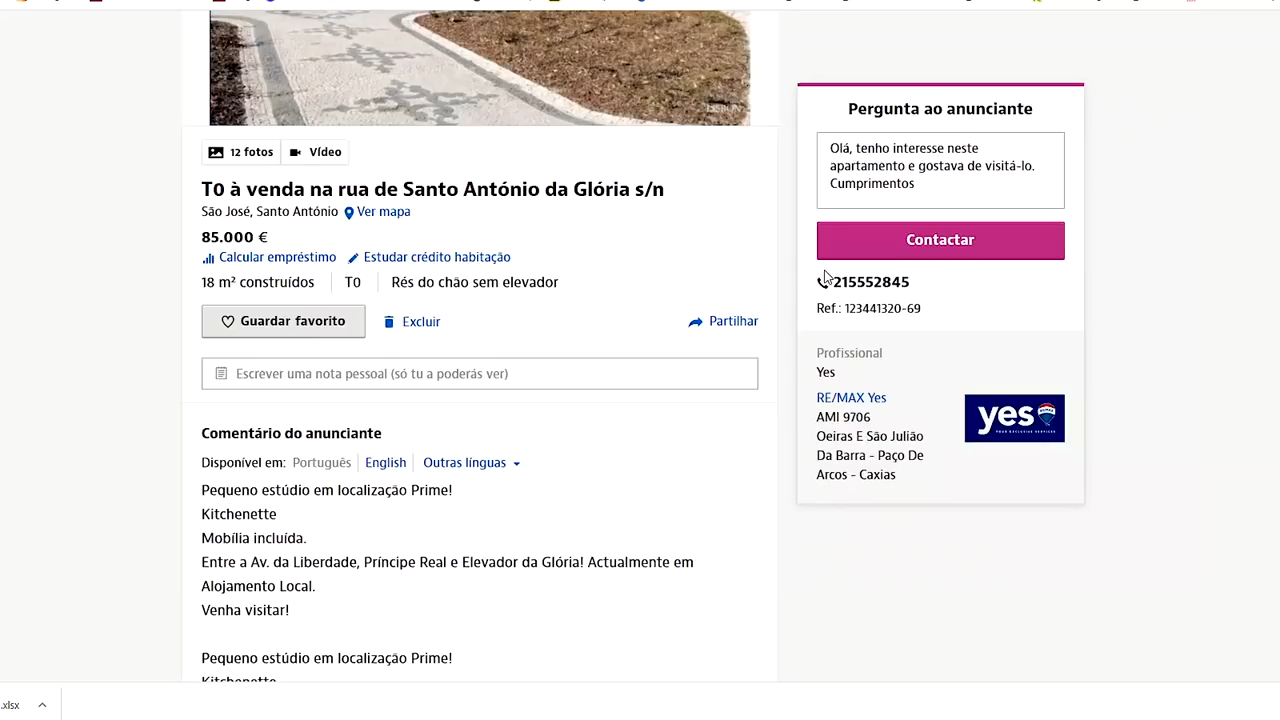 12 fotos
Vídeo
T0 à venda na rua de Santo António da Glória s/n
São José, Santo António
Ver mapa
85.000 €
Calcular empréstimo
Estudar crédito habitação
18 m² construídos
T0
Rés do chão sem elevador
Guardar favorito
Excluir
Partilhar
Escrever uma nota pessoal (só tu a poderás ver)
Comentário do anunciante
Disponível em: Português English Outras línguas
Pequeno estúdio em localização Prime!
Kitchenette
Mobília incluída.
Entre a Av. da Liberdade, Príncipe Real e Elevador da Glória! Actualmente em
Alojamento Local.
Venha visitar!
Pequeno estúdio em localização Prime!
Kitchenette
Pergunta ao anunciante
Olá, tenho interesse neste
apartamento e gostava de visitá-lo.
Cumprimentos
Contactar
215552845
Ref.: 123441320-69
Profissional
Yes
RE/MAX Yes
AMI 9706
Oeiras E São Julião
Da Barra - Paço De
Arcos - Caxias
yes
.xlsx